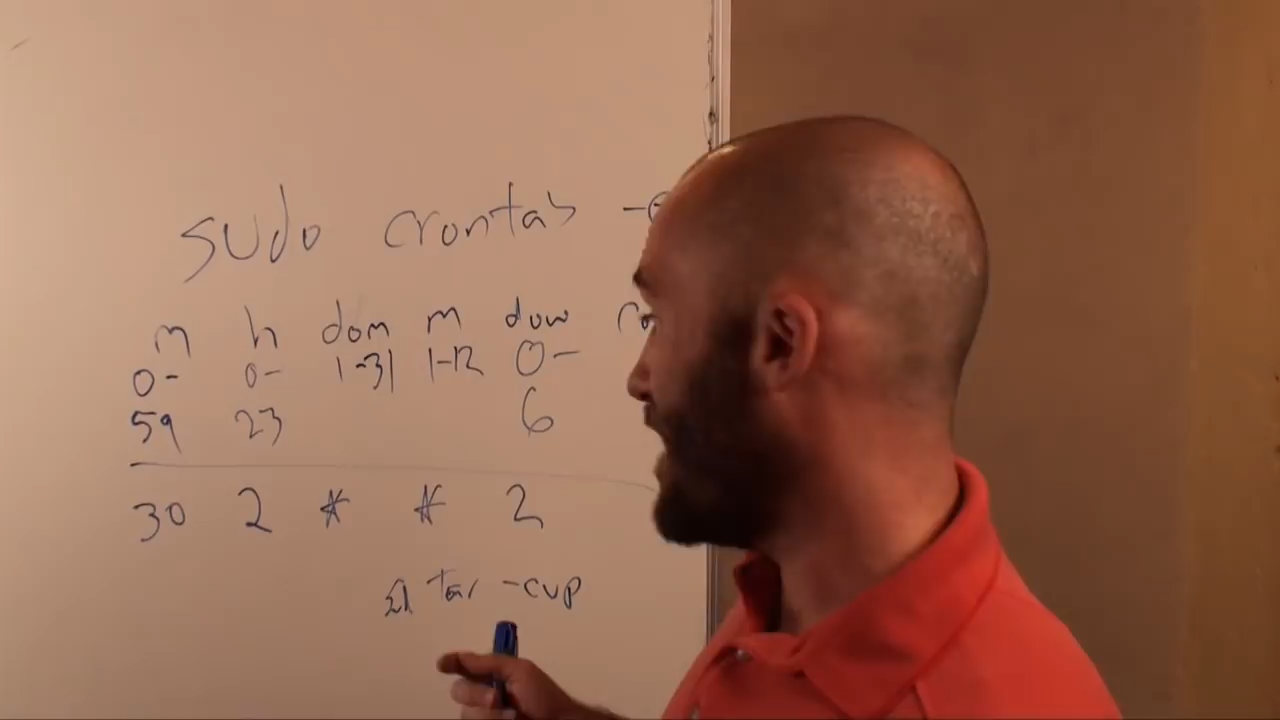 sudo crontab -e
m h dom m dow co
0- 0- 1-31 1-12 0-
59 23 6
30 2 * * 2
tar -cvp